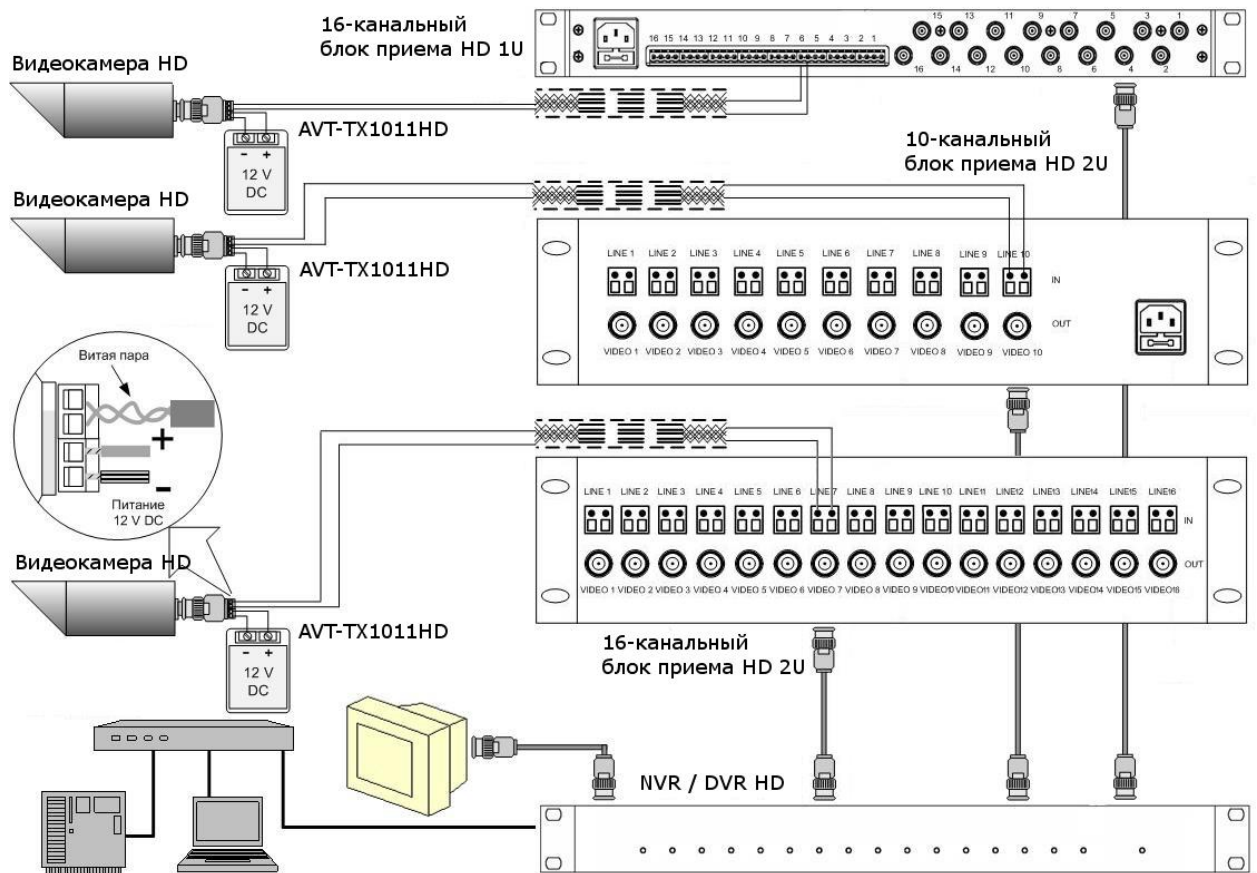 16-канальный
блок приема HD 1U
15 13 11 9 7 5 3 1
16 15 14 13 12 11 10 9 8 7 6 5 4 3 2 1
16 14 12 10 8 6 4 2
Видеокамера HD
AVT-TX1011HD
- +
12 V
DC
10-канальный
блок приема HD 2U
Видеокамера HD
AVT-TX1011HD
- +
12 V
DC
LINE 1 LINE 2 LINE 3 LINE 4 LINE 5 LINE 6 LINE 7 LINE 8 LINE 9 LINE 10
IN
OUT
VIDEO 1 VIDEO 2 VIDEO 3 VIDEO 4 VIDEO 5 VIDEO 6 VIDEO 7 VIDEO 8 VIDEO 9 VIDEO 10
Витая пара
+
-
Питание
12 V DC
LINE 1 LINE 2 LINE 3 LINE 4 LINE 5 LINE 6 LINE 7 LINE 8 LINE 9 LINE 10 LINE11 LINE12 LINE13 LINE14 LINE15 LINE16
IN
OUT
VIDEO 1 VIDEO 2 VIDEO 3 VIDEO 4 VIDEO 5 VIDEO 6 VIDEO 7 VIDEO 8 VIDEO 9 VIDEO10 VIDEO11 VIDEO12 VIDEO13 VIDEO14 VIDEO15 VIDEO16
Видеокамера HD
AVT-TX1011HD
- +
12 V
DC
16-канальный
блок приема HD 2U
NVR / DVR HD